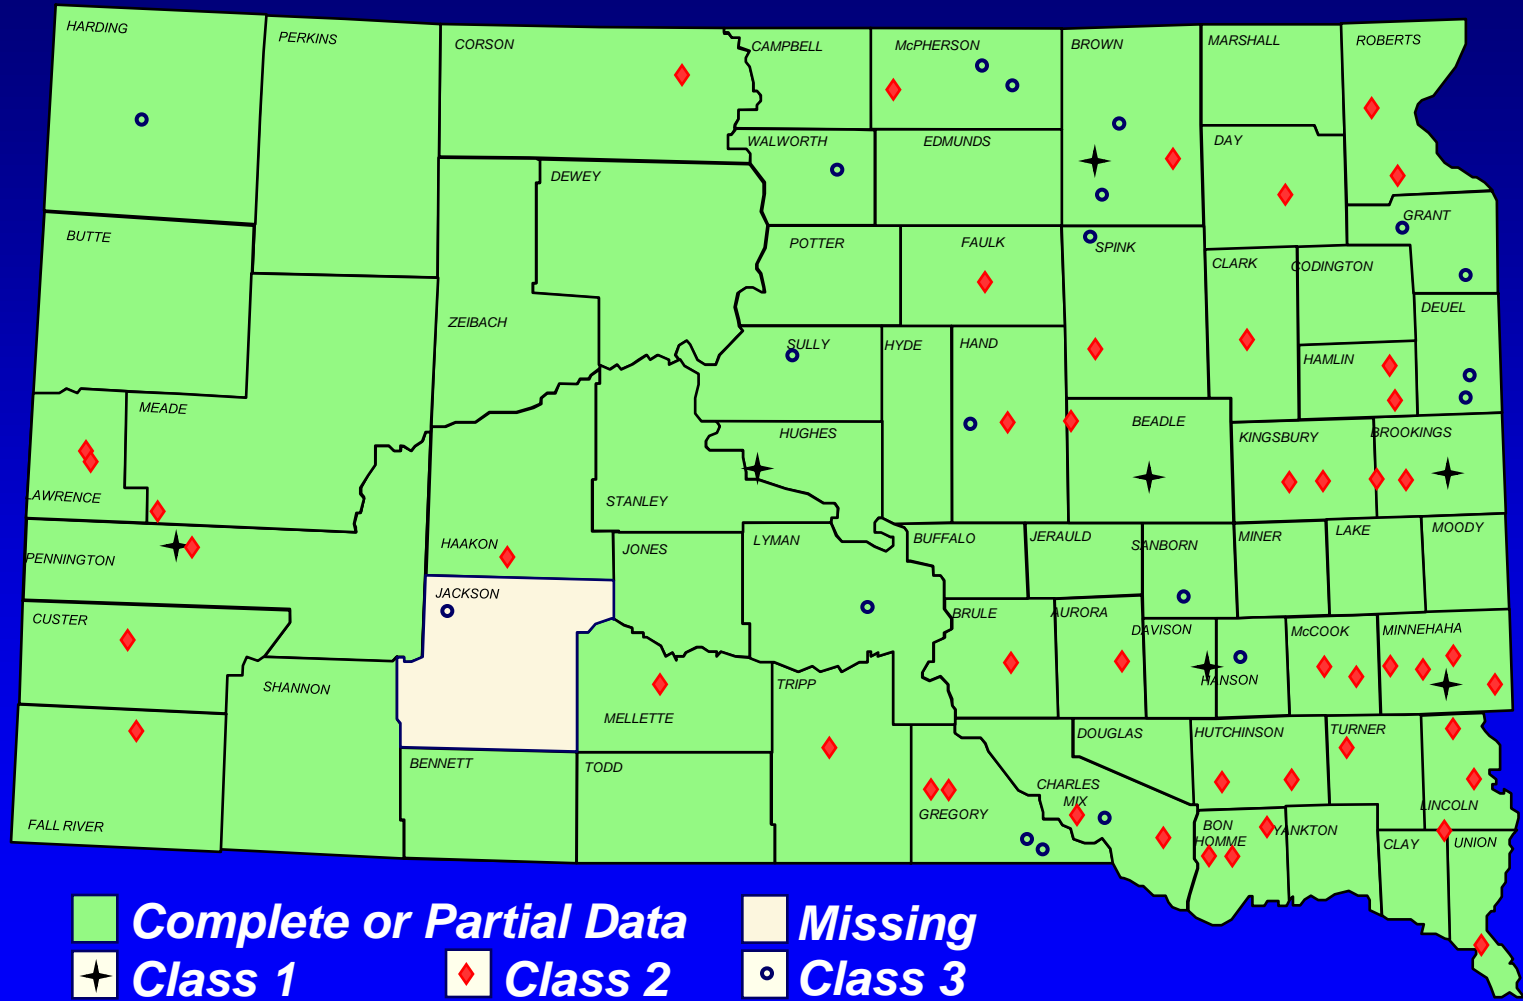 HARDING
PERKINS
CORSON
CAMPBELL
McPHERSON
BROWN
MARSHALL
ROBERTS
WALWORTH
EDMUNDS
DAY
DEWEY
GRANT
BUTTE
POTTER
FAULK
SPINK
CLARK
CODINGTON
ZEIBACH
DEUEL
SULLY
HYDE
HAND
HAMLIN
MEADE
HUGHES
BEADLE
KINGSBURY
BROOKINGS
LAWRENCE
STANLEY
PENNINGTON
HAAKON
JONES
LYMAN
BUFFALO
JERAULD
SANBORN
MINER
LAKE
MOODY
JACKSON
CUSTER
BRULE
AURORA
DAVISON
McCOOK
MINNEHAHA
SHANNON
MELLETTE
TRIPP
HANSON
BENNETT
TODD
DOUGLAS
HUTCHINSON
TURNER
CHARLES
MIX
GREGORY
LINCOLN
FALL RIVER
BON
HOMME
YANKTON
CLAY
UNION
Complete or Partial Data
Missing
Class 1
Class 2
Class 3